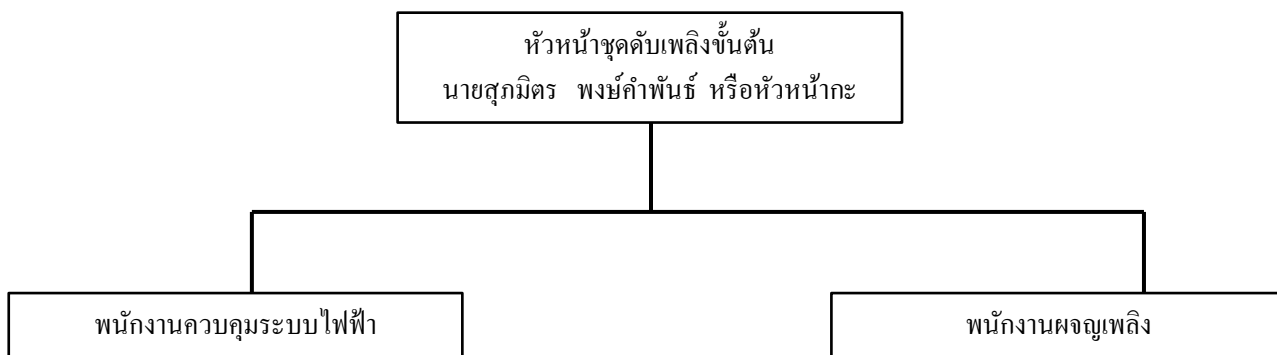 หัวหน้าชุดดับเพลิงขั้นต้น
นายสุภมิตร พงษ์คำพันธ์ หรือหัวหน้ากะ
พนักงานควบคุมระบบไฟฟ้า
พนักงานผจญเพลิง